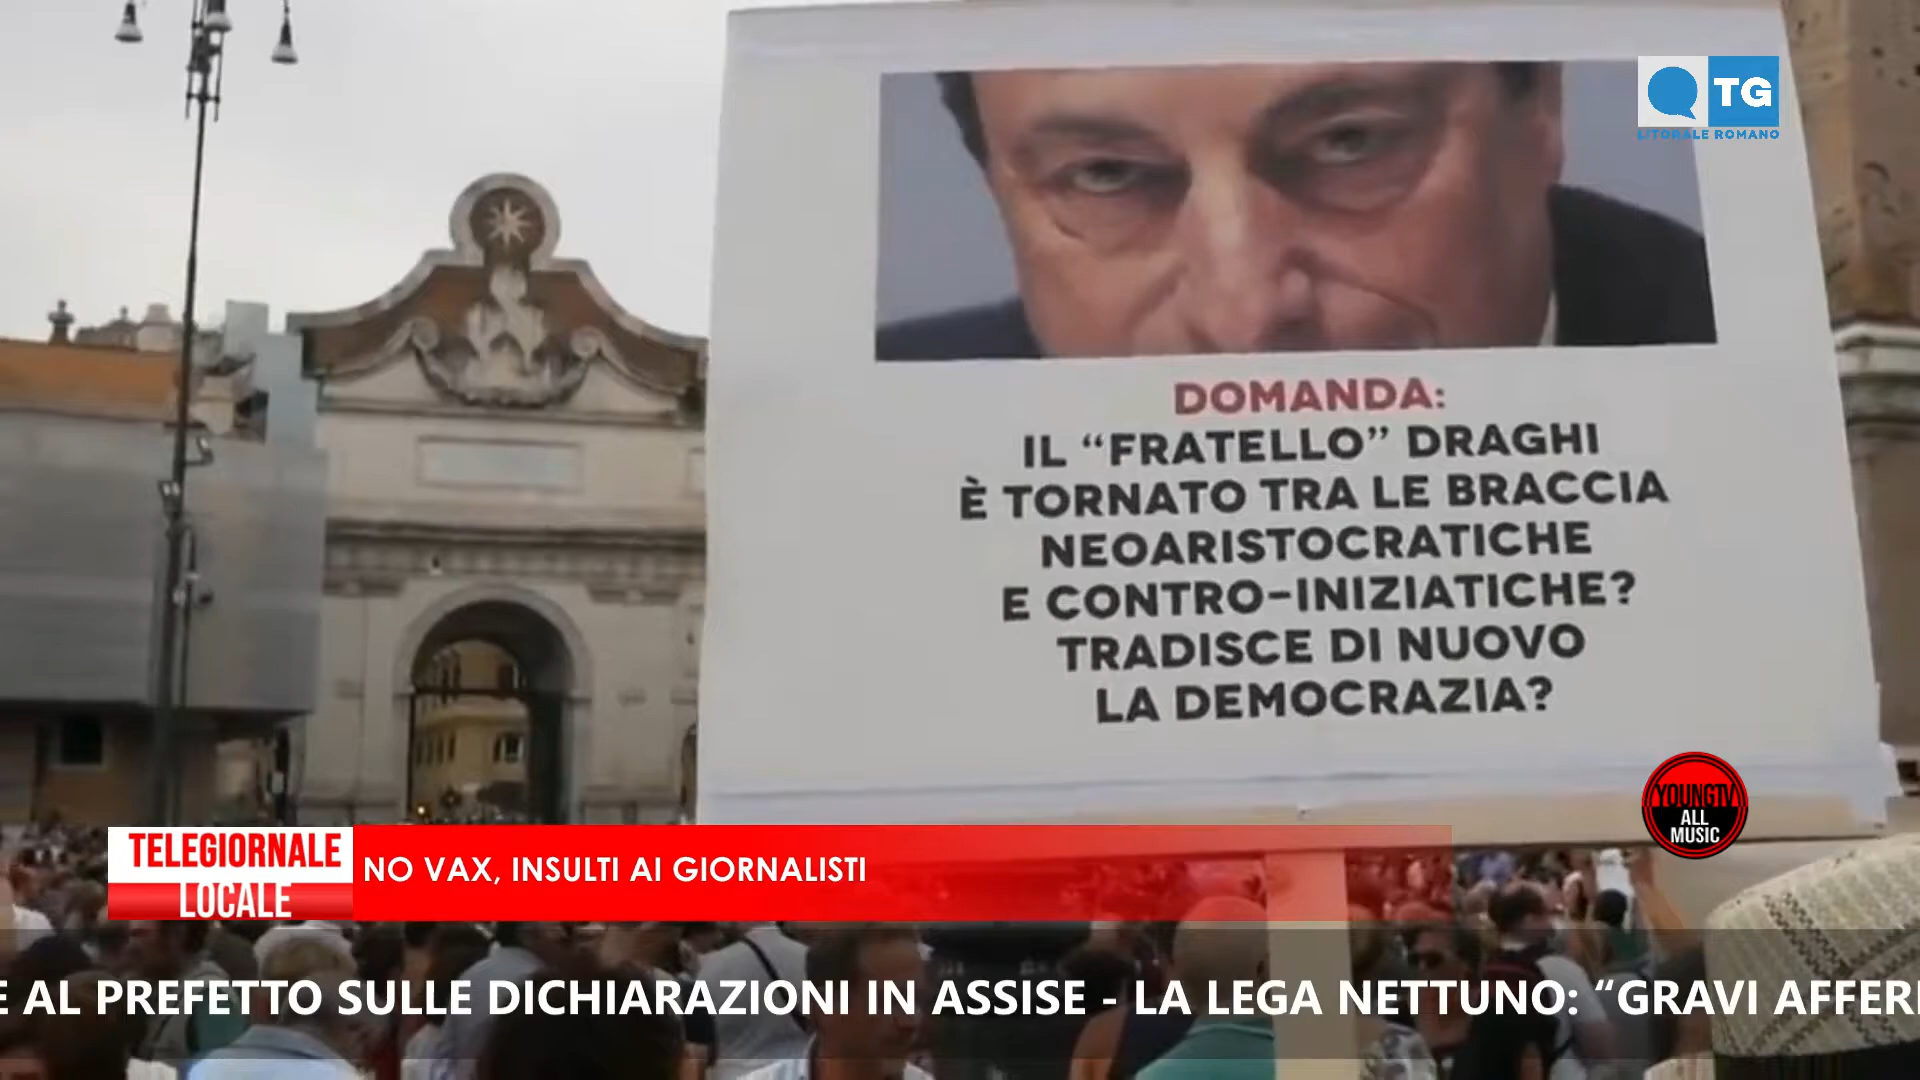 TG
LITORALE ROMANO
DOMANDA:
IL “FRATELLO” DRAGHI
È TORNATO TRA LE BRACCIA
NEOARISTOCRATICHE
E CONTRO-INIZIATICHE?
TRADISCE DI NUOVO
LA DEMOCRAZIA?
YOUNGTV
ALL
MUSIC
TELEGIORNALE
LOCALE
NO VAX, INSULTI AI GIORNALISTI
E AL PREFETTO SULLE DICHIARAZIONI IN ASSISE - LA LEGA NETTUNO: “GRAVI AFFER